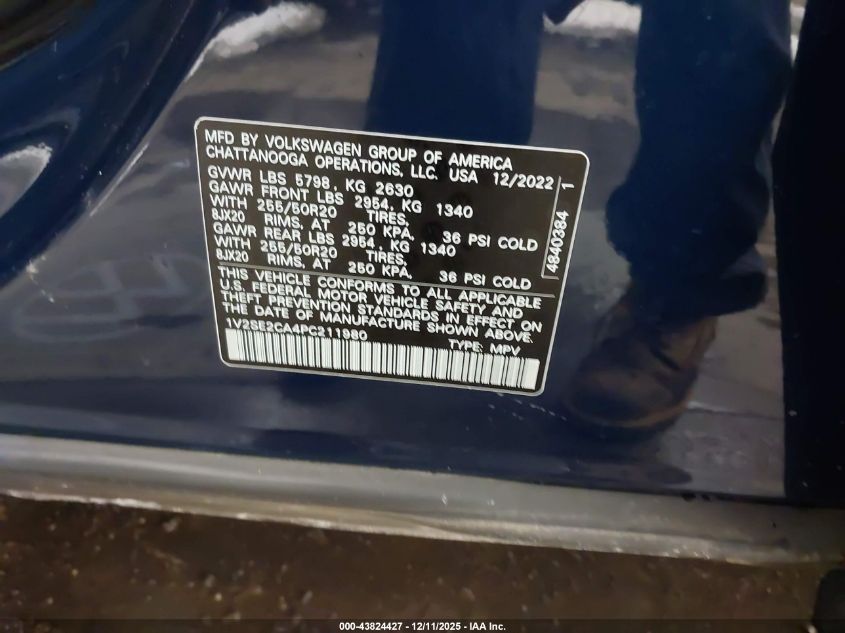 MFD BY VOLKSWAGEN GROUP OF AMERICA
CHATTANOOGA OPERATIONS, LLC. USA 12/2022
GVWR LBS 5798, KG 2630
GAWR FRONT LBS 2954, KG 1340
WITH 255/50R20 TIRES,
8JX20 RIMS, AT 250 KPA, 36 PSI COLD
GAWR REAR LBS 2954, KG 1340
WITH 255/50R20 TIRES,
8JX20 RIMS, AT 250 KPA, 36 PSI COLD
THIS VEHICLE CONFORMS TO ALL APPLICABLE
U.S. FEDERAL MOTOR VEHICLE SAFETY AND
THEFT PREVENTION STANDARDS IN EFFECT ON
THE DATE OF MANUFACTURE SHOWN ABOVE.
1V2SE2CA4PC211980
TYPE: MPV
4840384 1
000-43824427 - 12/11/2025 - IAA Inc.